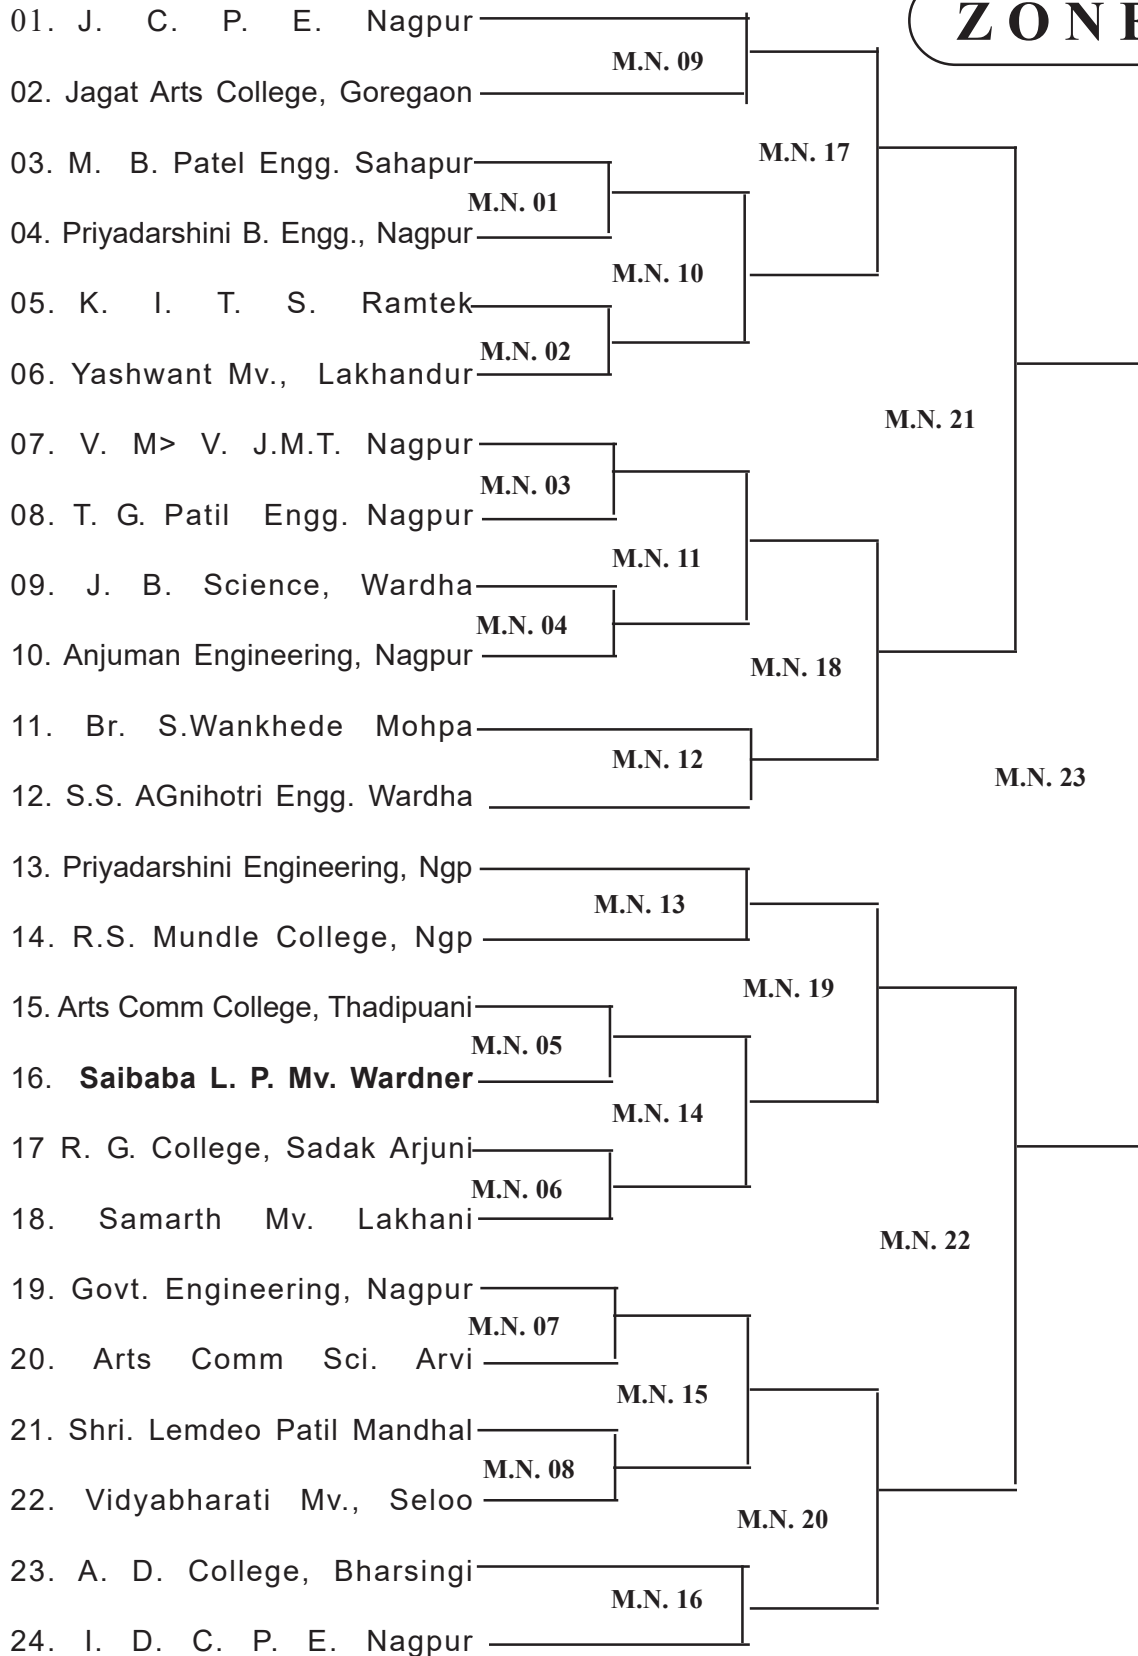 01. J. C. P. E. Nagpur
ZONE
M.N. 09
02. Jagat Arts College, Goregaon
M.N. 17
03. M. B. Patel Engg. Sahapur
M.N. 01
04. Priyadarshini B. Engg., Nagpur
M.N. 10
05. K. I. T. S. Ramtek
M.N. 02
06. Yashwant Mv., Lakhandur
M.N. 21
07. V. M> V. J.M.T. Nagpur
M.N. 03
08. T. G. Patil Engg. Nagpur
M.N. 11
09. J. B. Science, Wardha
M.N. 04
10. Anjuman Engineering, Nagpur
M.N. 18
11. Br. S.Wankhede Mohpa
M.N. 12
M.N. 23
12. S.S. AGnihotri Engg. Wardha
13. Priyadarshini Engineering, Ngp
M.N. 13
14. R.S. Mundle College, Ngp
M.N. 19
15. Arts Comm College, Thadipuani
M.N. 05
16. Saibaba L. P. Mv. Wardner
M.N. 14
17 R. G. College, Sadak Arjuni
M.N. 06
18. Samarth Mv. Lakhani
M.N. 22
19. Govt. Engineering, Nagpur
M.N. 07
20. Arts Comm Sci. Arvi
M.N. 15
21. Shri. Lemdeo Patil Mandhal
M.N. 08
22. Vidyabharati Mv., Seloo
M.N. 20
23. A. D. College, Bharsingi
M.N. 16
24. I. D. C. P. E. Nagpur